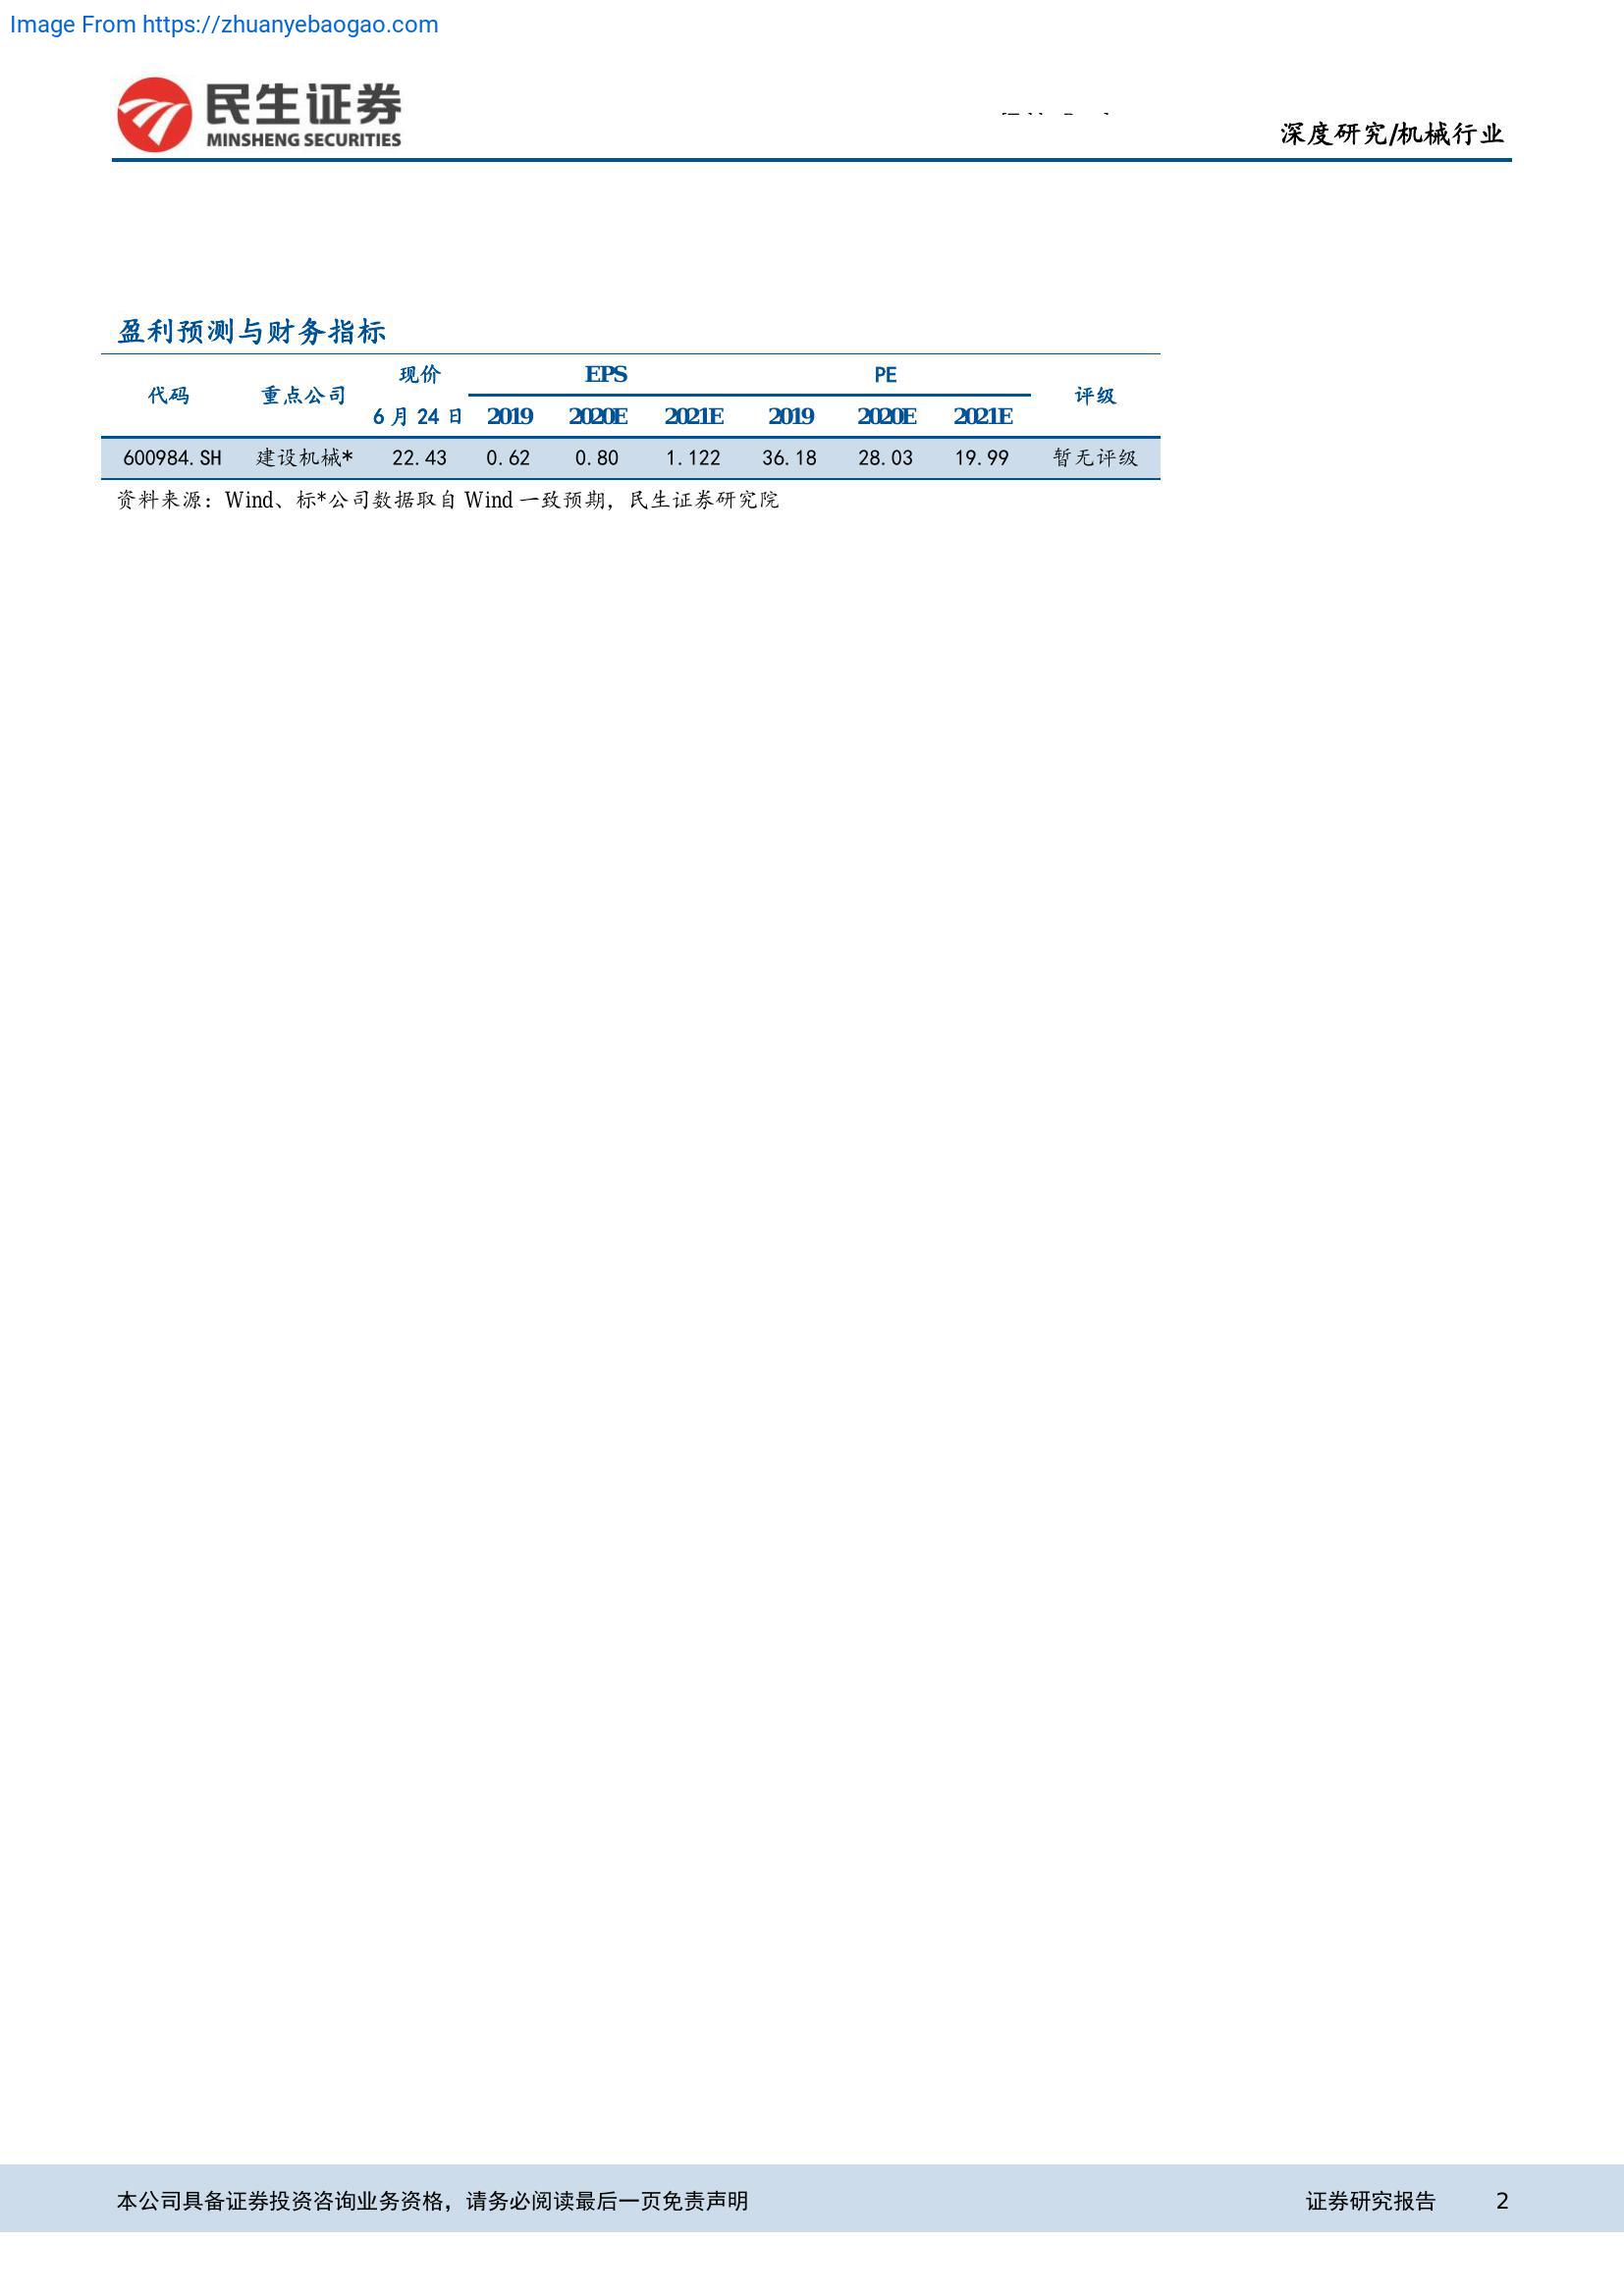 Image From https://zhuanyebaogao.com
民生证券
MINSHENG SECURITIES
深度研究/机械行业
盈利预测与财务指标
代码 重点公司 现价 EPS PE 评级
6 月 24 日 2019 2020E 2021E 2019 2020E 2021E
600984.SH 建设机械* 22.43 0.62 0.80 1.122 36.18 28.03 19.99 暂无评级
资料来源：Wind、标*公司数据取自 Wind 一致预期，民生证券研究院
本公司具备证券投资咨询业务资格，请务必阅读最后一页免责声明 证券研究报告 2